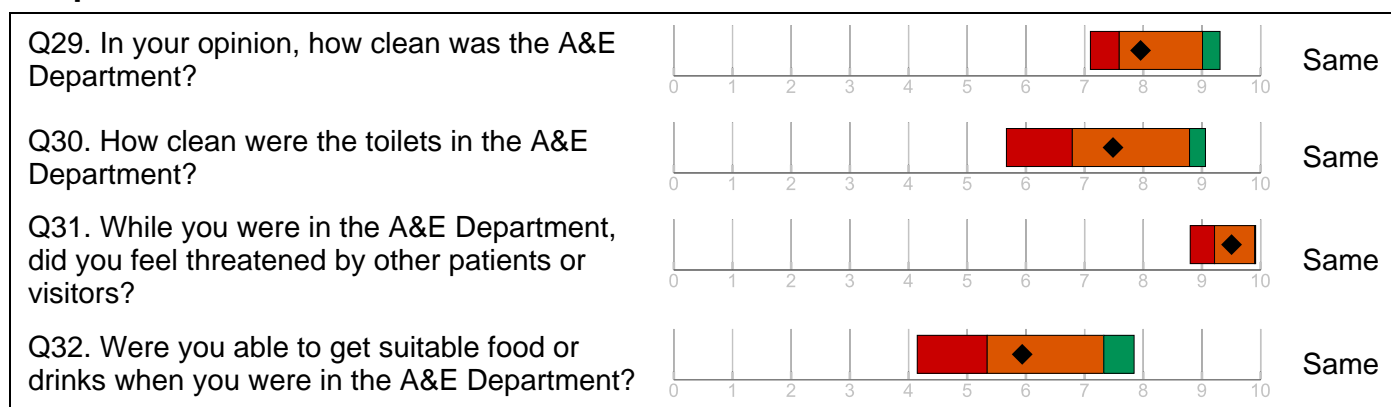 Q29. In your opinion, how clean was the A&E
Department?
Same
0 1 2 3 4 5 6 7 8 9 10
Q30. How clean were the toilets in the A&E
Department?
Same
0 1 2 3 4 5 6 7 8 9 10
Q31. While you were in the A&E Department,
did you feel threatened by other patients or
visitors?
Same
0 1 2 3 4 5 6 7 8 9 10
Q32. Were you able to get suitable food or
drinks when you were in the A&E Department?
Same
0 1 2 3 4 5 6 7 8 9 10